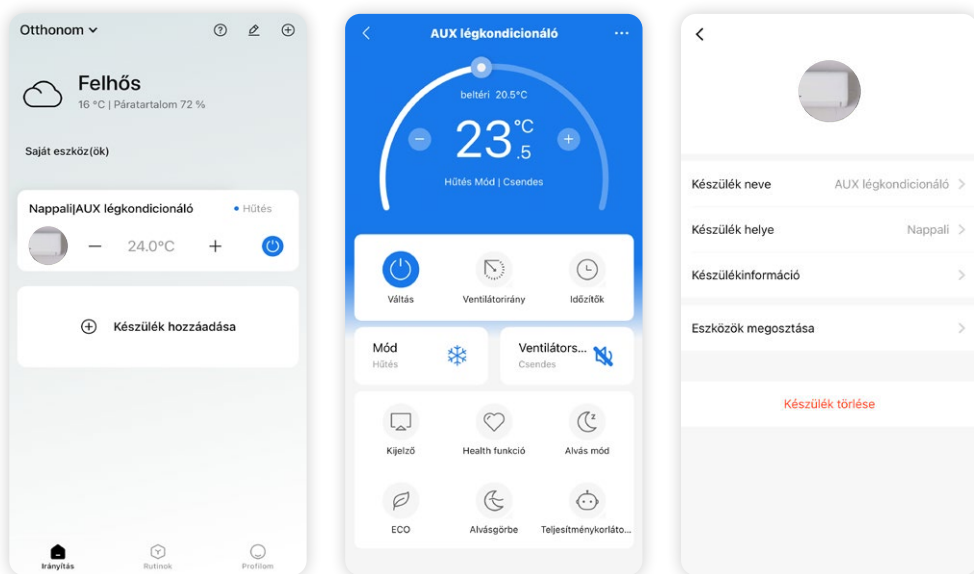 Otthonom
Felhős
16 °C | Páratartalom 72 %
Saját eszköz(ök)
Nappali|AUX légkondicionáló
Hűtés
24.0°C
Készülék hozzáadása
Irányítás
Rutinok
Profilom
AUX légkondicionáló
beltéri 20.5°C
23.5°C
Hűtés Mód | Csendes
Váltás
Ventilátorirány
Időzítők
Mód
Hűtés
Ventilátors...
Csendes
Kijelző
Health funkció
Alvás mód
ECO
Alvásgörbe
Teljesítménykorláto...
Készülék neve
AUX légkondicionáló
Készülék helye
Nappali
Készülékinformáció
Eszközök megosztása
Készülék törlése